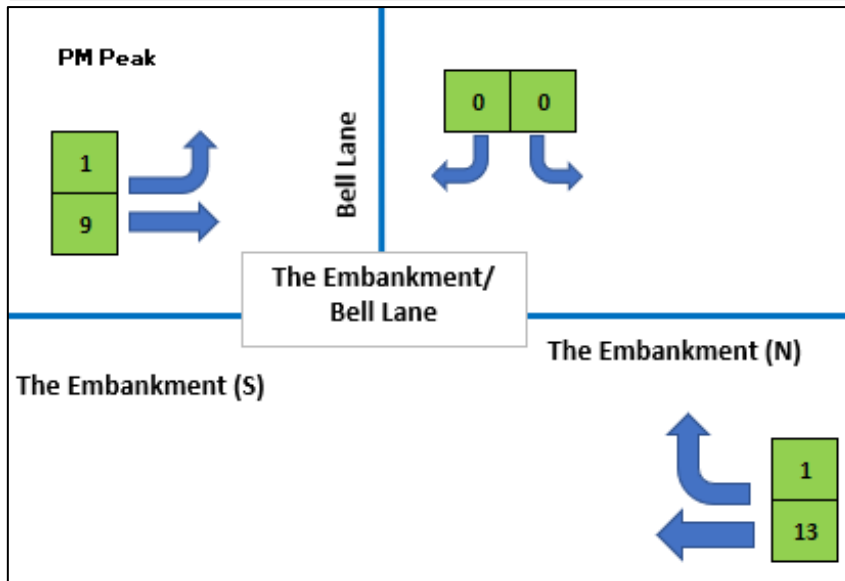 PM Peak
0 0
1
9
Bell Lane
The Embankment/
Bell Lane
The Embankment (N)
The Embankment (S)
1
13